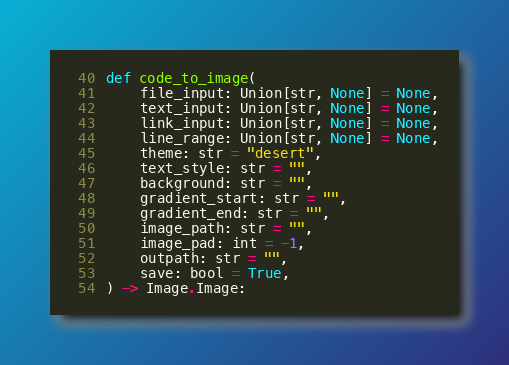 40 def code_to_image(
41     file_input: Union[str, None] = None,
42     text_input: Union[str, None] = None,
43     link_input: Union[str, None] = None,
44     line_range: Union[str, None] = None,
45     theme: str = "desert",
46     text_style: str = "",
47     background: str = "",
48     gradient_start: str = "",
49     gradient_end: str = "",
50     image_path: str = "",
51     image_pad: int = -1,
52     outpath: str = "",
53     save: bool = True,
54 ) -> Image.Image: